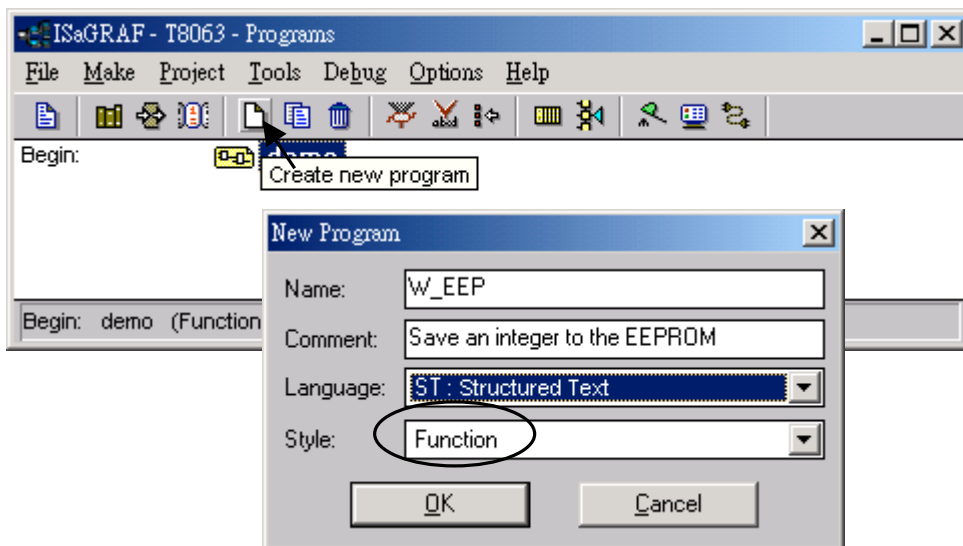 ISaGRAF - T8063 - Programs
File Make Project Tools Debug Options Help
Begin: demo
Create new program
New Program
Name: W_EEP
Comment: Save an integer to the EEPROM
Language: ST : Structured Text
Style: Function
OK Cancel
Begin: demo (Function